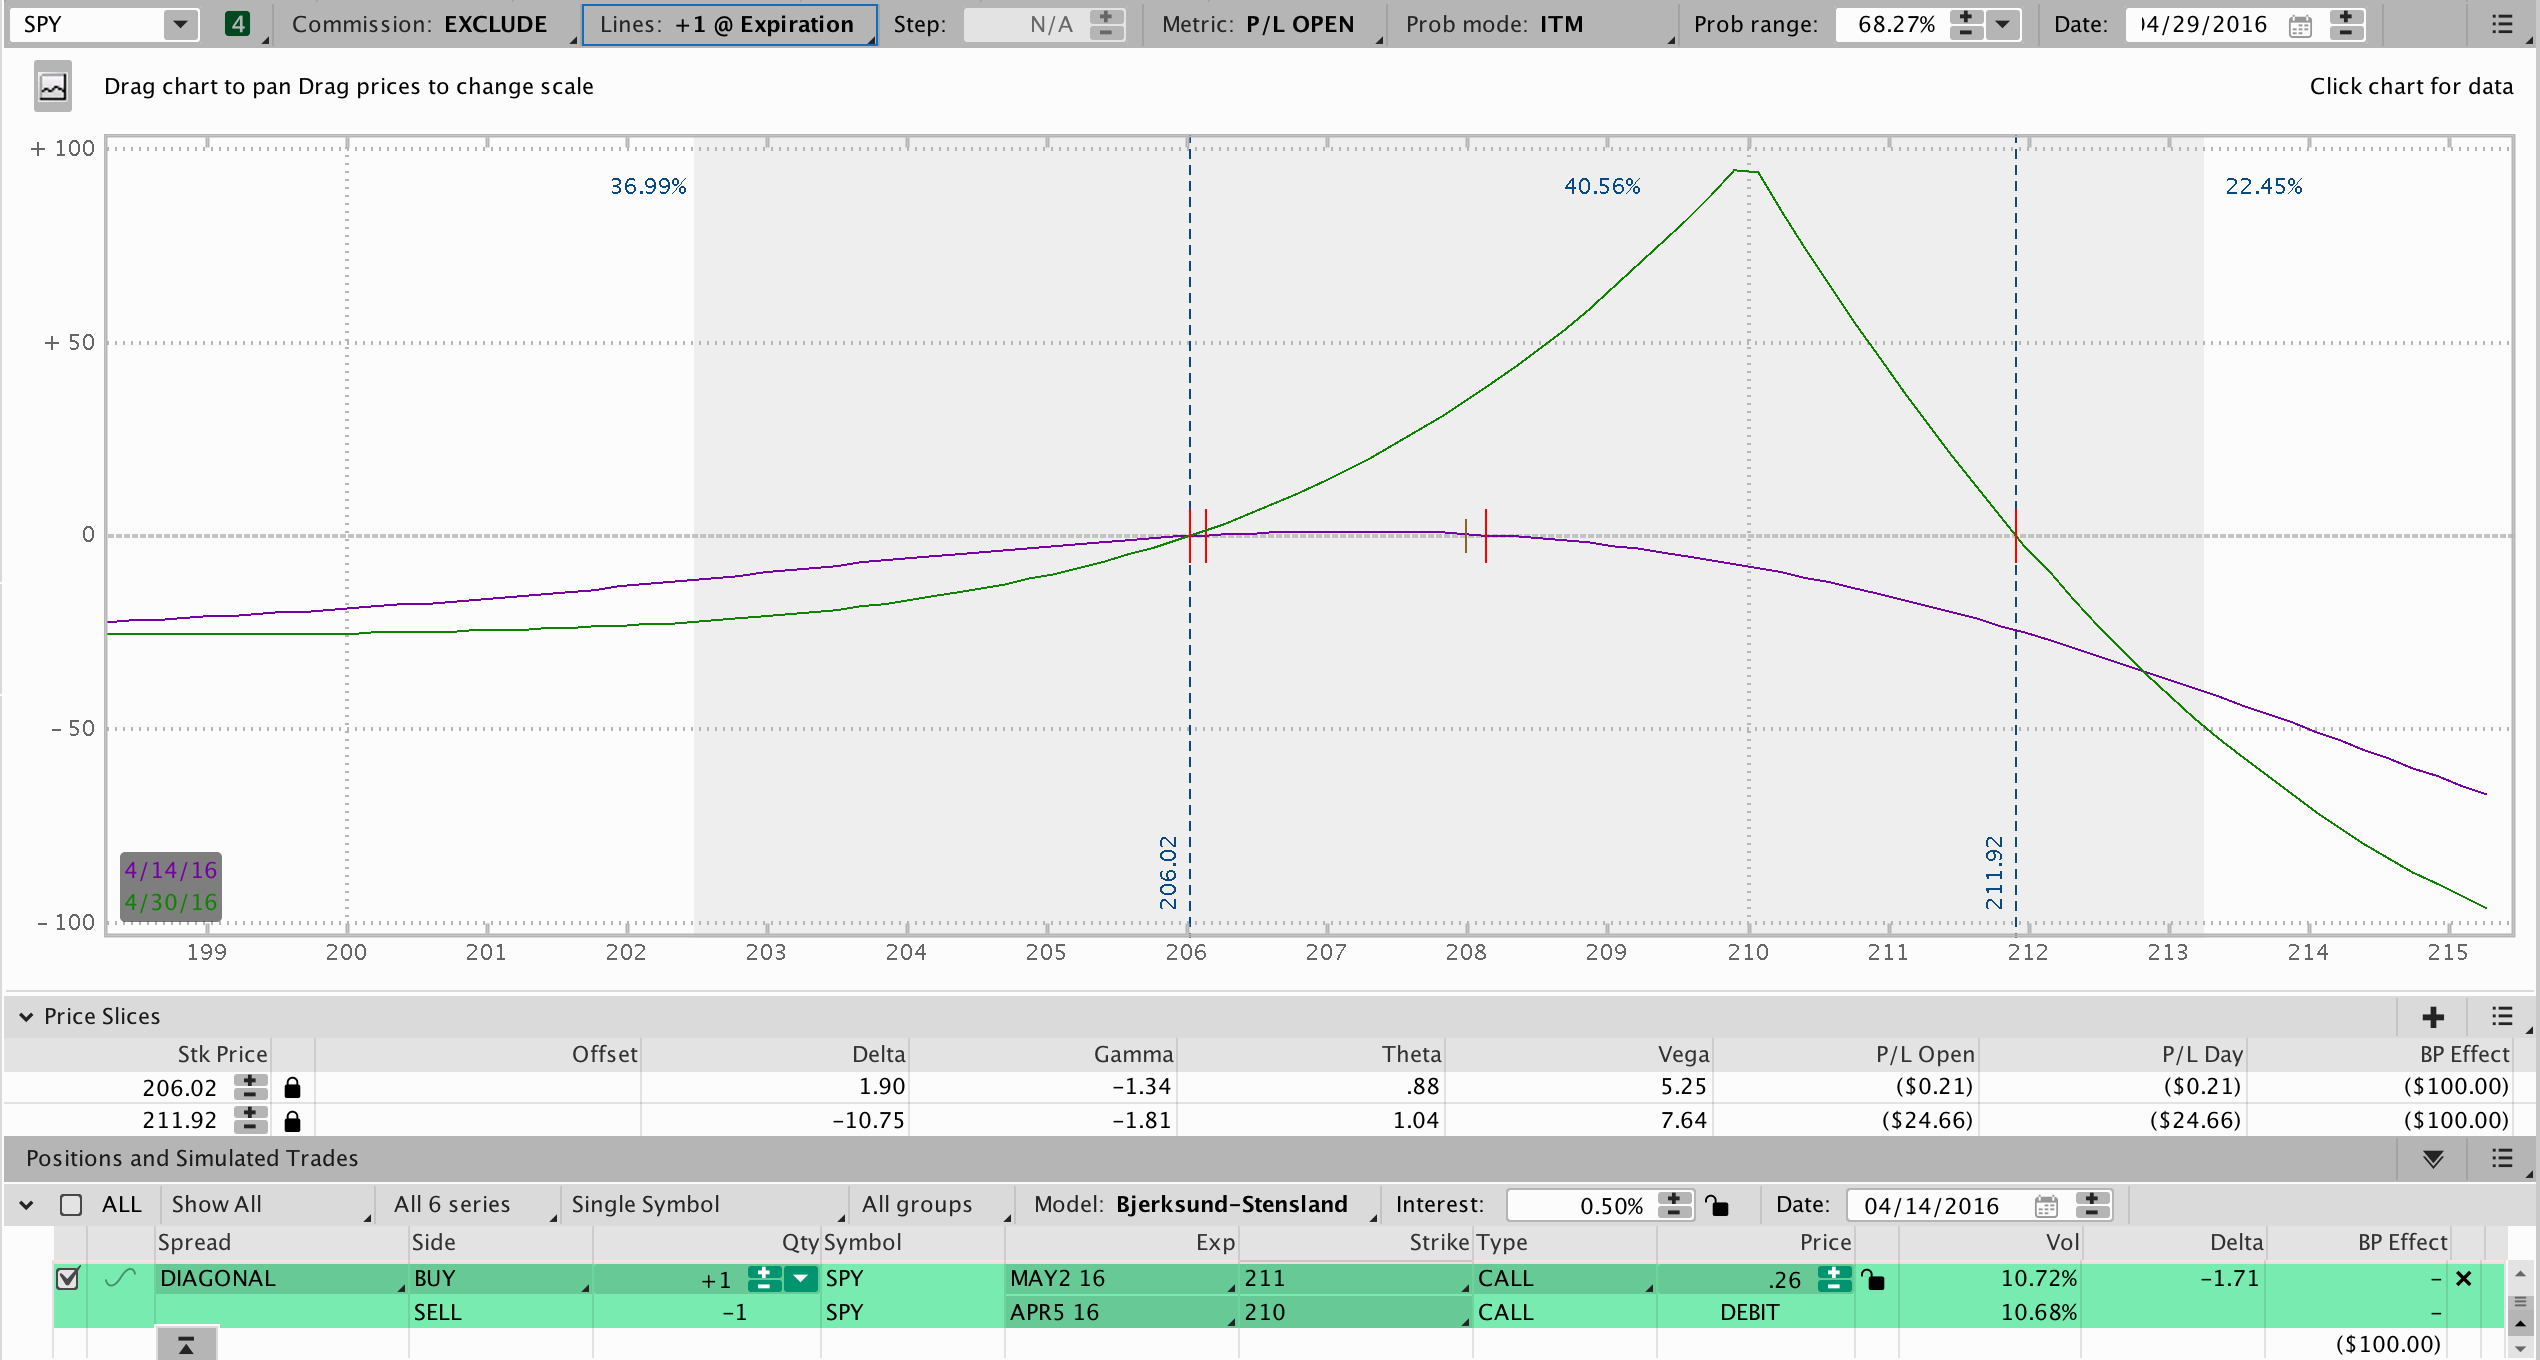 SPY 4 Commission: EXCLUDE Lines: +1 @ Expiration Step: N/A Metric: P/L OPEN Prob mode: ITM Prob range: 68.27% Date: 04/29/2016
Drag chart to pan Drag prices to change scale Click chart for data
+ 100
36.99% 40.56% 22.45%
+ 50
0
- 50
206.02 211.92
4/14/16
4/30/16
- 100
199 200 201 202 203 204 205 206 207 208 209 210 211 212 213 214 215
Price Slices
Stk Price Offset Delta Gamma Theta Vega P/L Open P/L Day BP Effect
206.02 1.90 -1.34 .88 5.25 ($0.21) ($0.21) ($100.00)
211.92 -10.75 -1.81 1.04 7.64 ($24.66) ($24.66) ($100.00)
Positions and Simulated Trades
ALL Show All All 6 series Single Symbol All groups Model: Bjerksund-Stensland Interest: 0.50% Date: 04/14/2016
Spread Side Qty Symbol Exp Strike Type Price Vol Delta BP Effect
DIAGONAL BUY +1 SPY MAY2 16 211 CALL .26 10.72% -1.71 -
SELL -1 SPY APR5 16 210 CALL DEBIT 10.68% -
($100.00)